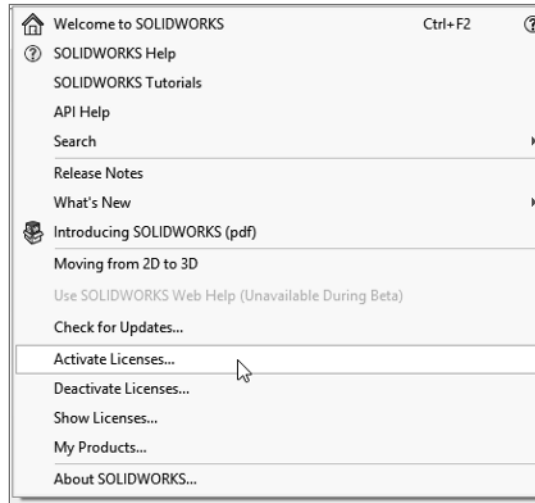 Welcome to SOLIDWORKS Ctrl+F2
SOLIDWORKS Help
SOLIDWORKS Tutorials
API Help
Search
Release Notes
What's New
Introducing SOLIDWORKS (pdf)
Moving from 2D to 3D
Use SOLIDWORKS Web Help (Unavailable During Beta)
Check for Updates...
Activate Licenses...
Deactivate Licenses...
Show Licenses...
My Products...
About SOLIDWORKS...